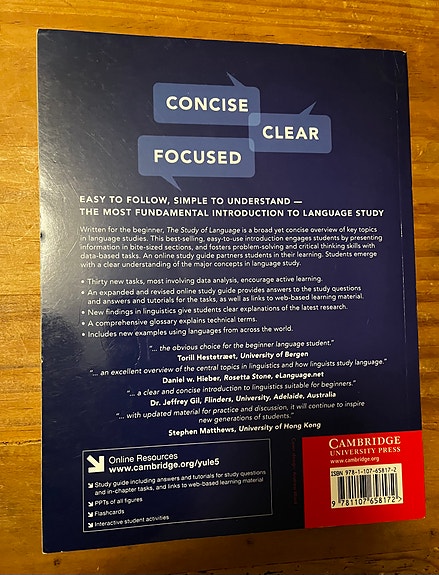 CONCISE
CLEAR
FOCUSED
EASY TO FOLLOW, SIMPLE TO UNDERSTAND —
THE MOST FUNDAMENTAL INTRODUCTION TO LANGUAGE STUDY
Written for the beginner, The Study of Language is a broad yet concise overview of key topics
in language studies. This best-selling, easy-to-use introduction engages students by presenting
information in bite-sized sections, and fosters problem-solving and critical thinking skills with
data-based tasks. An online study guide partners students in their learning. Students emerge
with a clear understanding of the major concepts in language study.
• Thirty new tasks, most involving data analysis, encourage active learning.
• An expanded and revised online study guide provides answers to the study questions
and answers and tutorials for the tasks, as well as links to web-based learning material.
• New findings in linguistics give students clear explanations of the latest research.
• A comprehensive glossary explains technical terms.
• Includes new examples using languages from across the world.
"... the obvious choice for the beginner language student."
Torill Hestetræet, University of Bergen
"... an excellent overview of the central topics in linguistics and how linguists study language."
Daniel w. Hieber, Rosetta Stone, eLanguage.net
"... a clear and concise introduction to linguistics suitable for beginners."
Dr. Jeffrey Gil, Flinders, University, Adelaide, Australia
"... with updated material for practice and discussion, it will continue to inspire
new generations of students."
Stephen Matthews, University of Hong Kong
Online Resources
www.cambridge.org/yule5
Study guide including answers and tutorials for study questions
and in-chapter tasks, and links to web-based learning material
PPTs of all figures
Flashcards
Interactive student activities
CAMBRIDGE
UNIVERSITY PRESS
www.cambridge.org
ISBN 978-1-107-65817-2
9 781107 658172 >